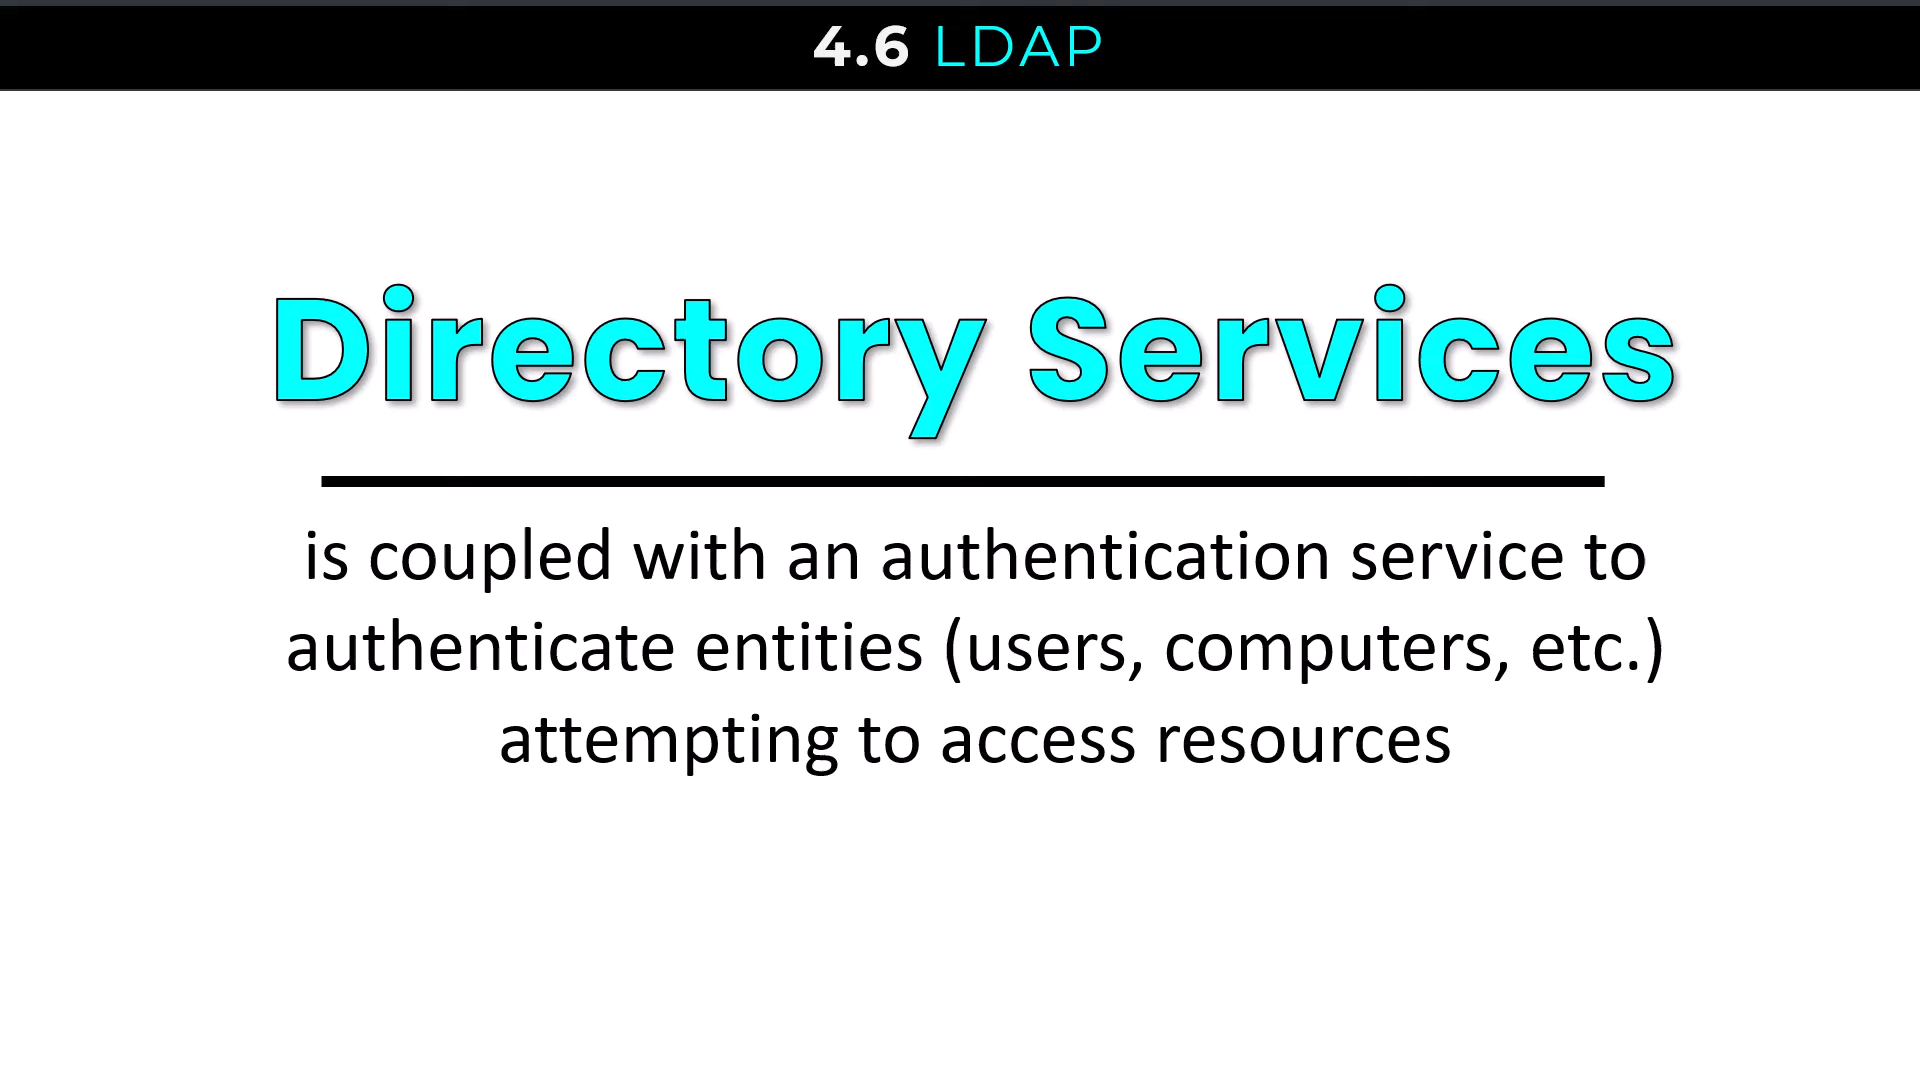 4.6 LDAP
Directory Services
is coupled with an authentication service to
authenticate entities (users, computers, etc.)
attempting to access resources